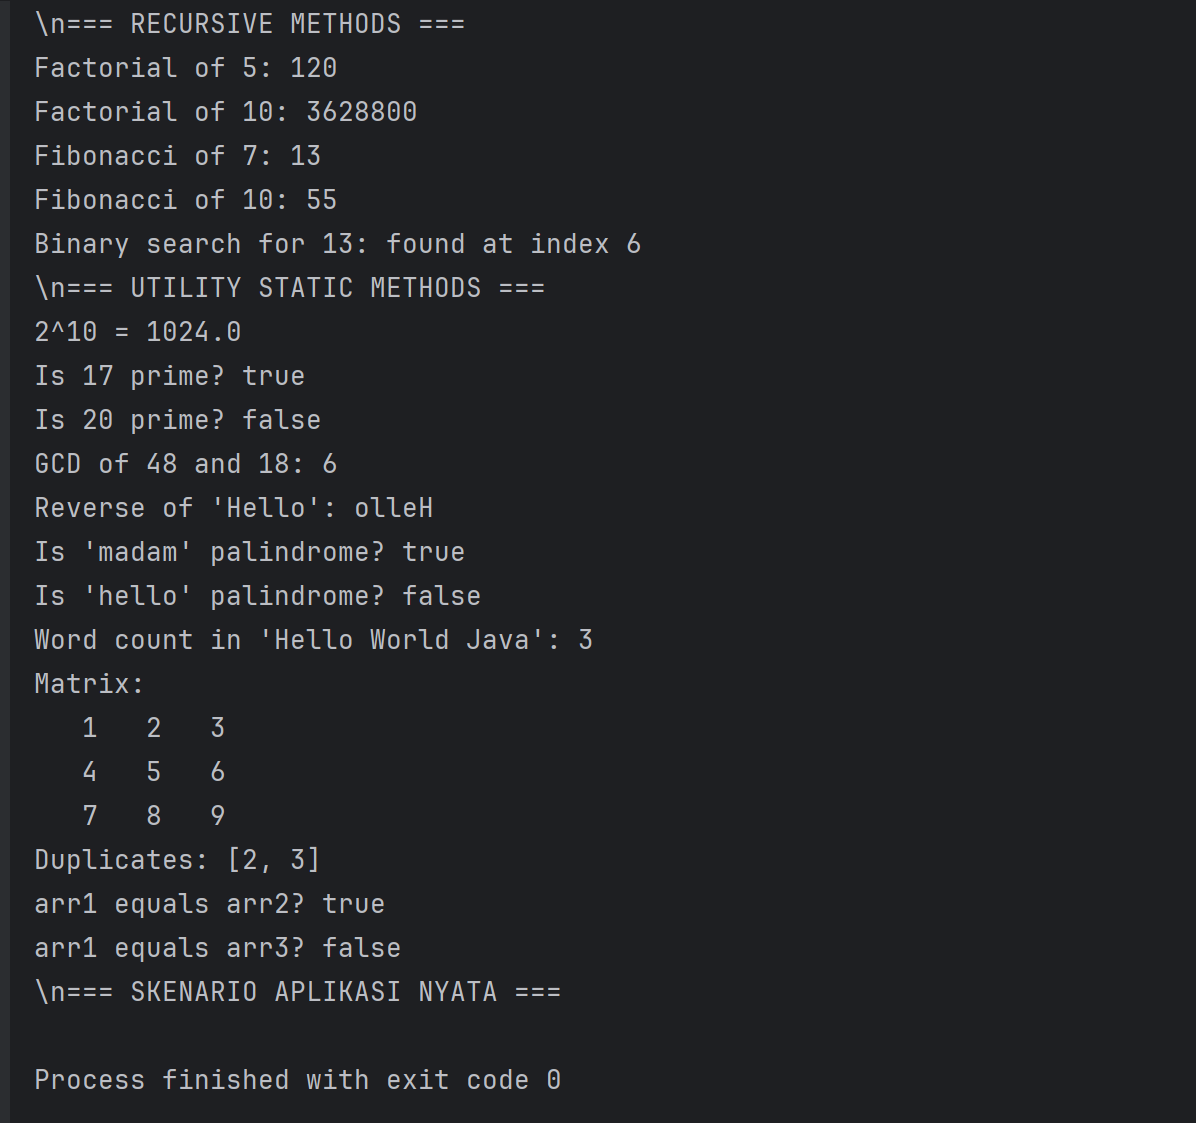 \n=== RECURSIVE METHODS ===
Factorial of 5: 120
Factorial of 10: 3628800
Fibonacci of 7: 13
Fibonacci of 10: 55
Binary search for 13: found at index 6
\n=== UTILITY STATIC METHODS ===
2^10 = 1024.0
Is 17 prime? true
Is 20 prime? false
GCD of 48 and 18: 6
Reverse of 'Hello': olleH
Is 'madam' palindrome? true
Is 'hello' palindrome? false
Word count in 'Hello World Java': 3
Matrix:
   1   2   3
   4   5   6
   7   8   9
Duplicates: [2, 3]
arr1 equals arr2? true
arr1 equals arr3? false
\n=== SKENARIO APLIKASI NYATA ===

Process finished with exit code 0